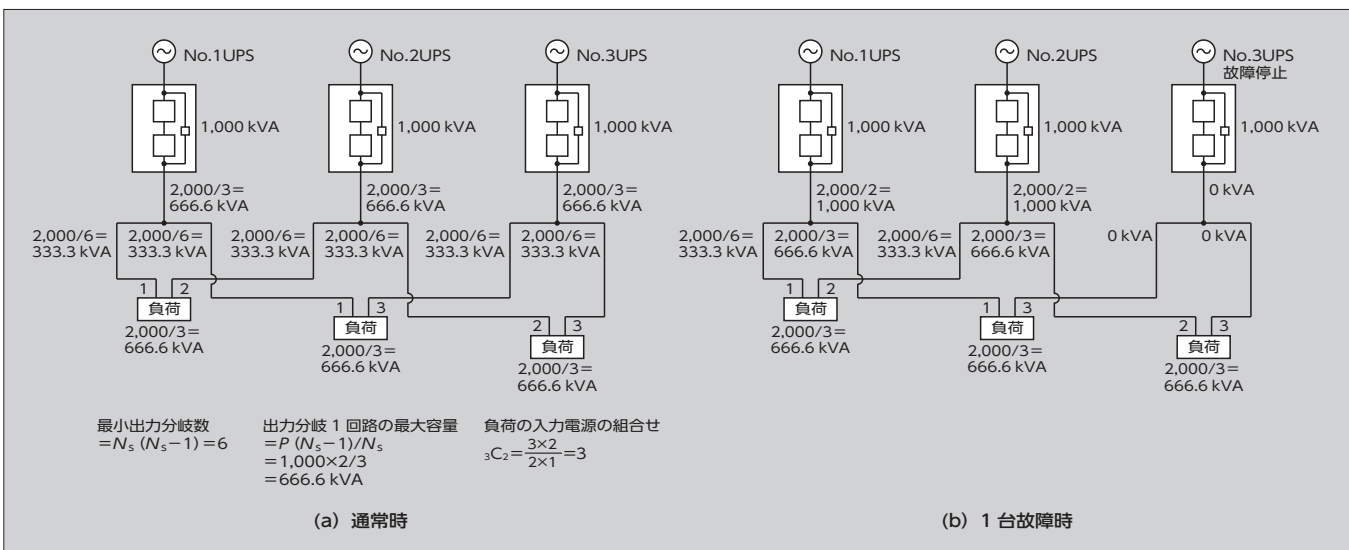 No.1UPS
No.2UPS
No.3UPS
1,000 kVA
1,000 kVA
1,000 kVA
2,000/3=
666.6 kVA
2,000/3=
666.6 kVA
2,000/3=
666.6 kVA
2,000/6=
333.3 kVA
2,000/6=
333.3 kVA
2,000/6=
333.3 kVA
2,000/6=
333.3 kVA
2,000/6=
333.3 kVA
2,000/6=
333.3 kVA
1 2
負荷
2,000/3=
666.6 kVA
1 3
負荷
2,000/3=
666.6 kVA
2 3
負荷
2,000/3=
666.6 kVA
最小出力分岐数
=Ns (Ns−1) =6
出力分岐 1 回路の最大容量
=P (Ns−1)/Ns
=1,000×2/3
=666.6 kVA
負荷の入力電源の組合せ
₃C₂=3×2/2×1=3
(a) 通常時
No.1UPS
No.2UPS
No.3UPS
故障停止
1,000 kVA
1,000 kVA
1,000 kVA
2,000/2=
1,000 kVA
2,000/2=
1,000 kVA
0 kVA
2,000/6=
333.3 kVA
2,000/3=
666.6 kVA
2,000/6=
333.3 kVA
2,000/3=
666.6 kVA
0 kVA
0 kVA
1 2
負荷
2,000/3=
666.6 kVA
1 3
負荷
2,000/3=
666.6 kVA
2 3
負荷
2,000/3=
666.6 kVA
(b) 1 台故障時